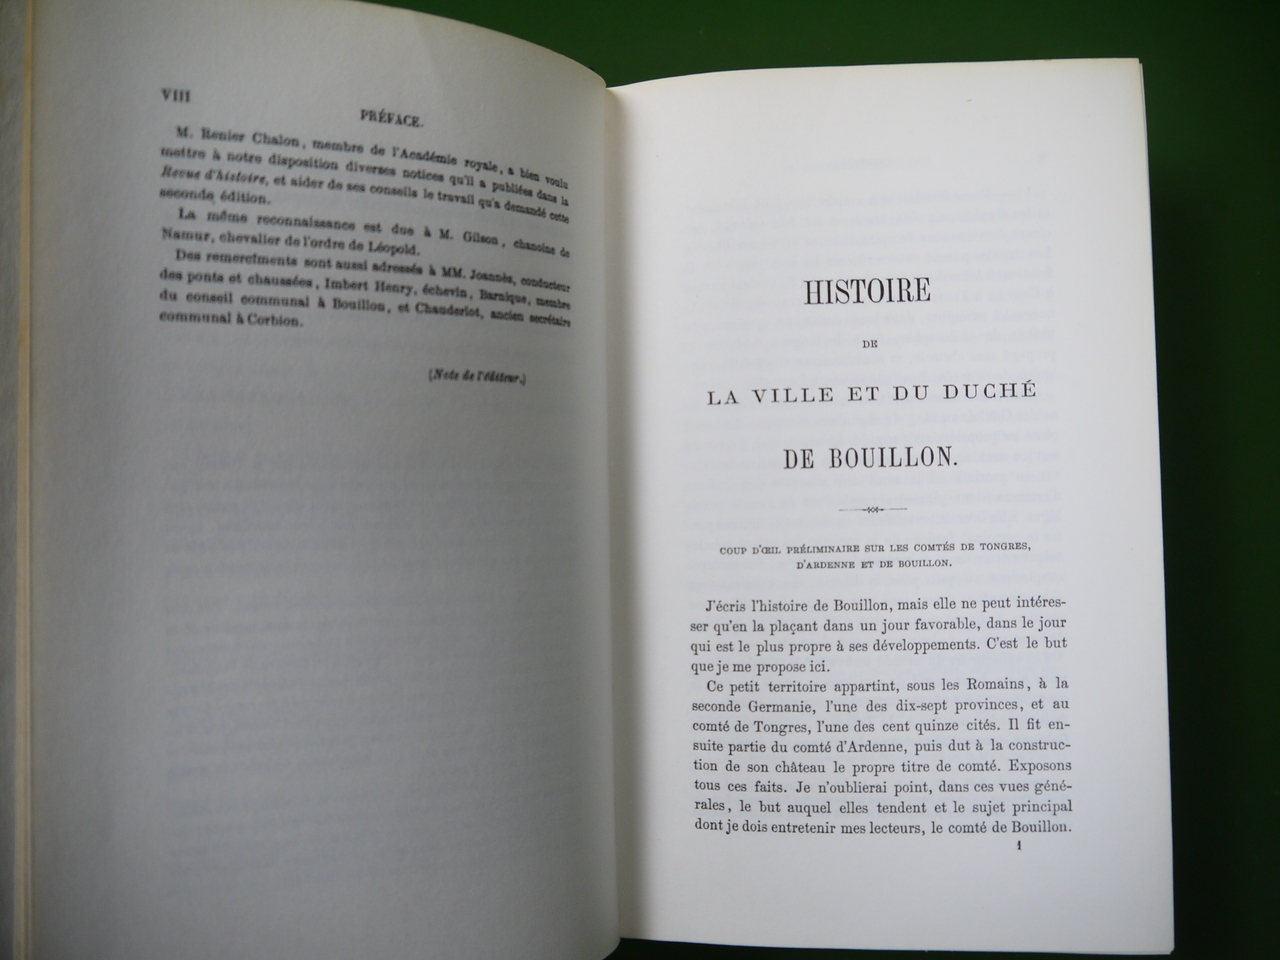 VIII
PRÉFACE.
M. Renier Chalon, membre de l'Académie royale, a bien voulu
mettre à notre disposition diverses notices qu'il a publiées dans la
Revue d'histoire, et aider de ses conseils le travail qu'a demandé cette
seconde édition.
La même reconnaissance est due à M. Gilson, chanoine de
Namur, chevalier de l'ordre de Léopold.
Des remercîments sont aussi adressés à MM. Joannès, conducteur
des ponts et chaussées, Imbert Henry, échevin, Barnique, membre
du conseil communal à Bouillon, et Chauderlot, ancien secrétaire
communal à Corbion.
(Note de l'éditeur.)
HISTOIRE
DE
LA VILLE ET DU DUCHÉ
DE BOUILLON.
COUP D'ŒIL PRÉLIMINAIRE SUR LES COMTÉS DE TONGRES,
D'ARDENNE ET DE BOUILLON.
J'écris l'histoire de Bouillon, mais elle ne peut intéres-
ser qu'en la plaçant dans un jour favorable, dans le jour
qui est le plus propre à ses développements. C'est le but
que je me propose ici.
Ce petit territoire appartint, sous les Romains, à la
seconde Germanie, l'une des dix-sept provinces, et au
comté de Tongres, l'une des cent quinze cités. Il fit en-
suite partie du comté d'Ardenne, puis dut à la construc-
tion de son château le propre titre de comté. Exposons
tous ces faits. Je n'oublierai point, dans ces vues géné-
rales, le but auquel elles tendent et le sujet principal
dont je dois entretenir mes lecteurs, le comté de Bouillon.
1